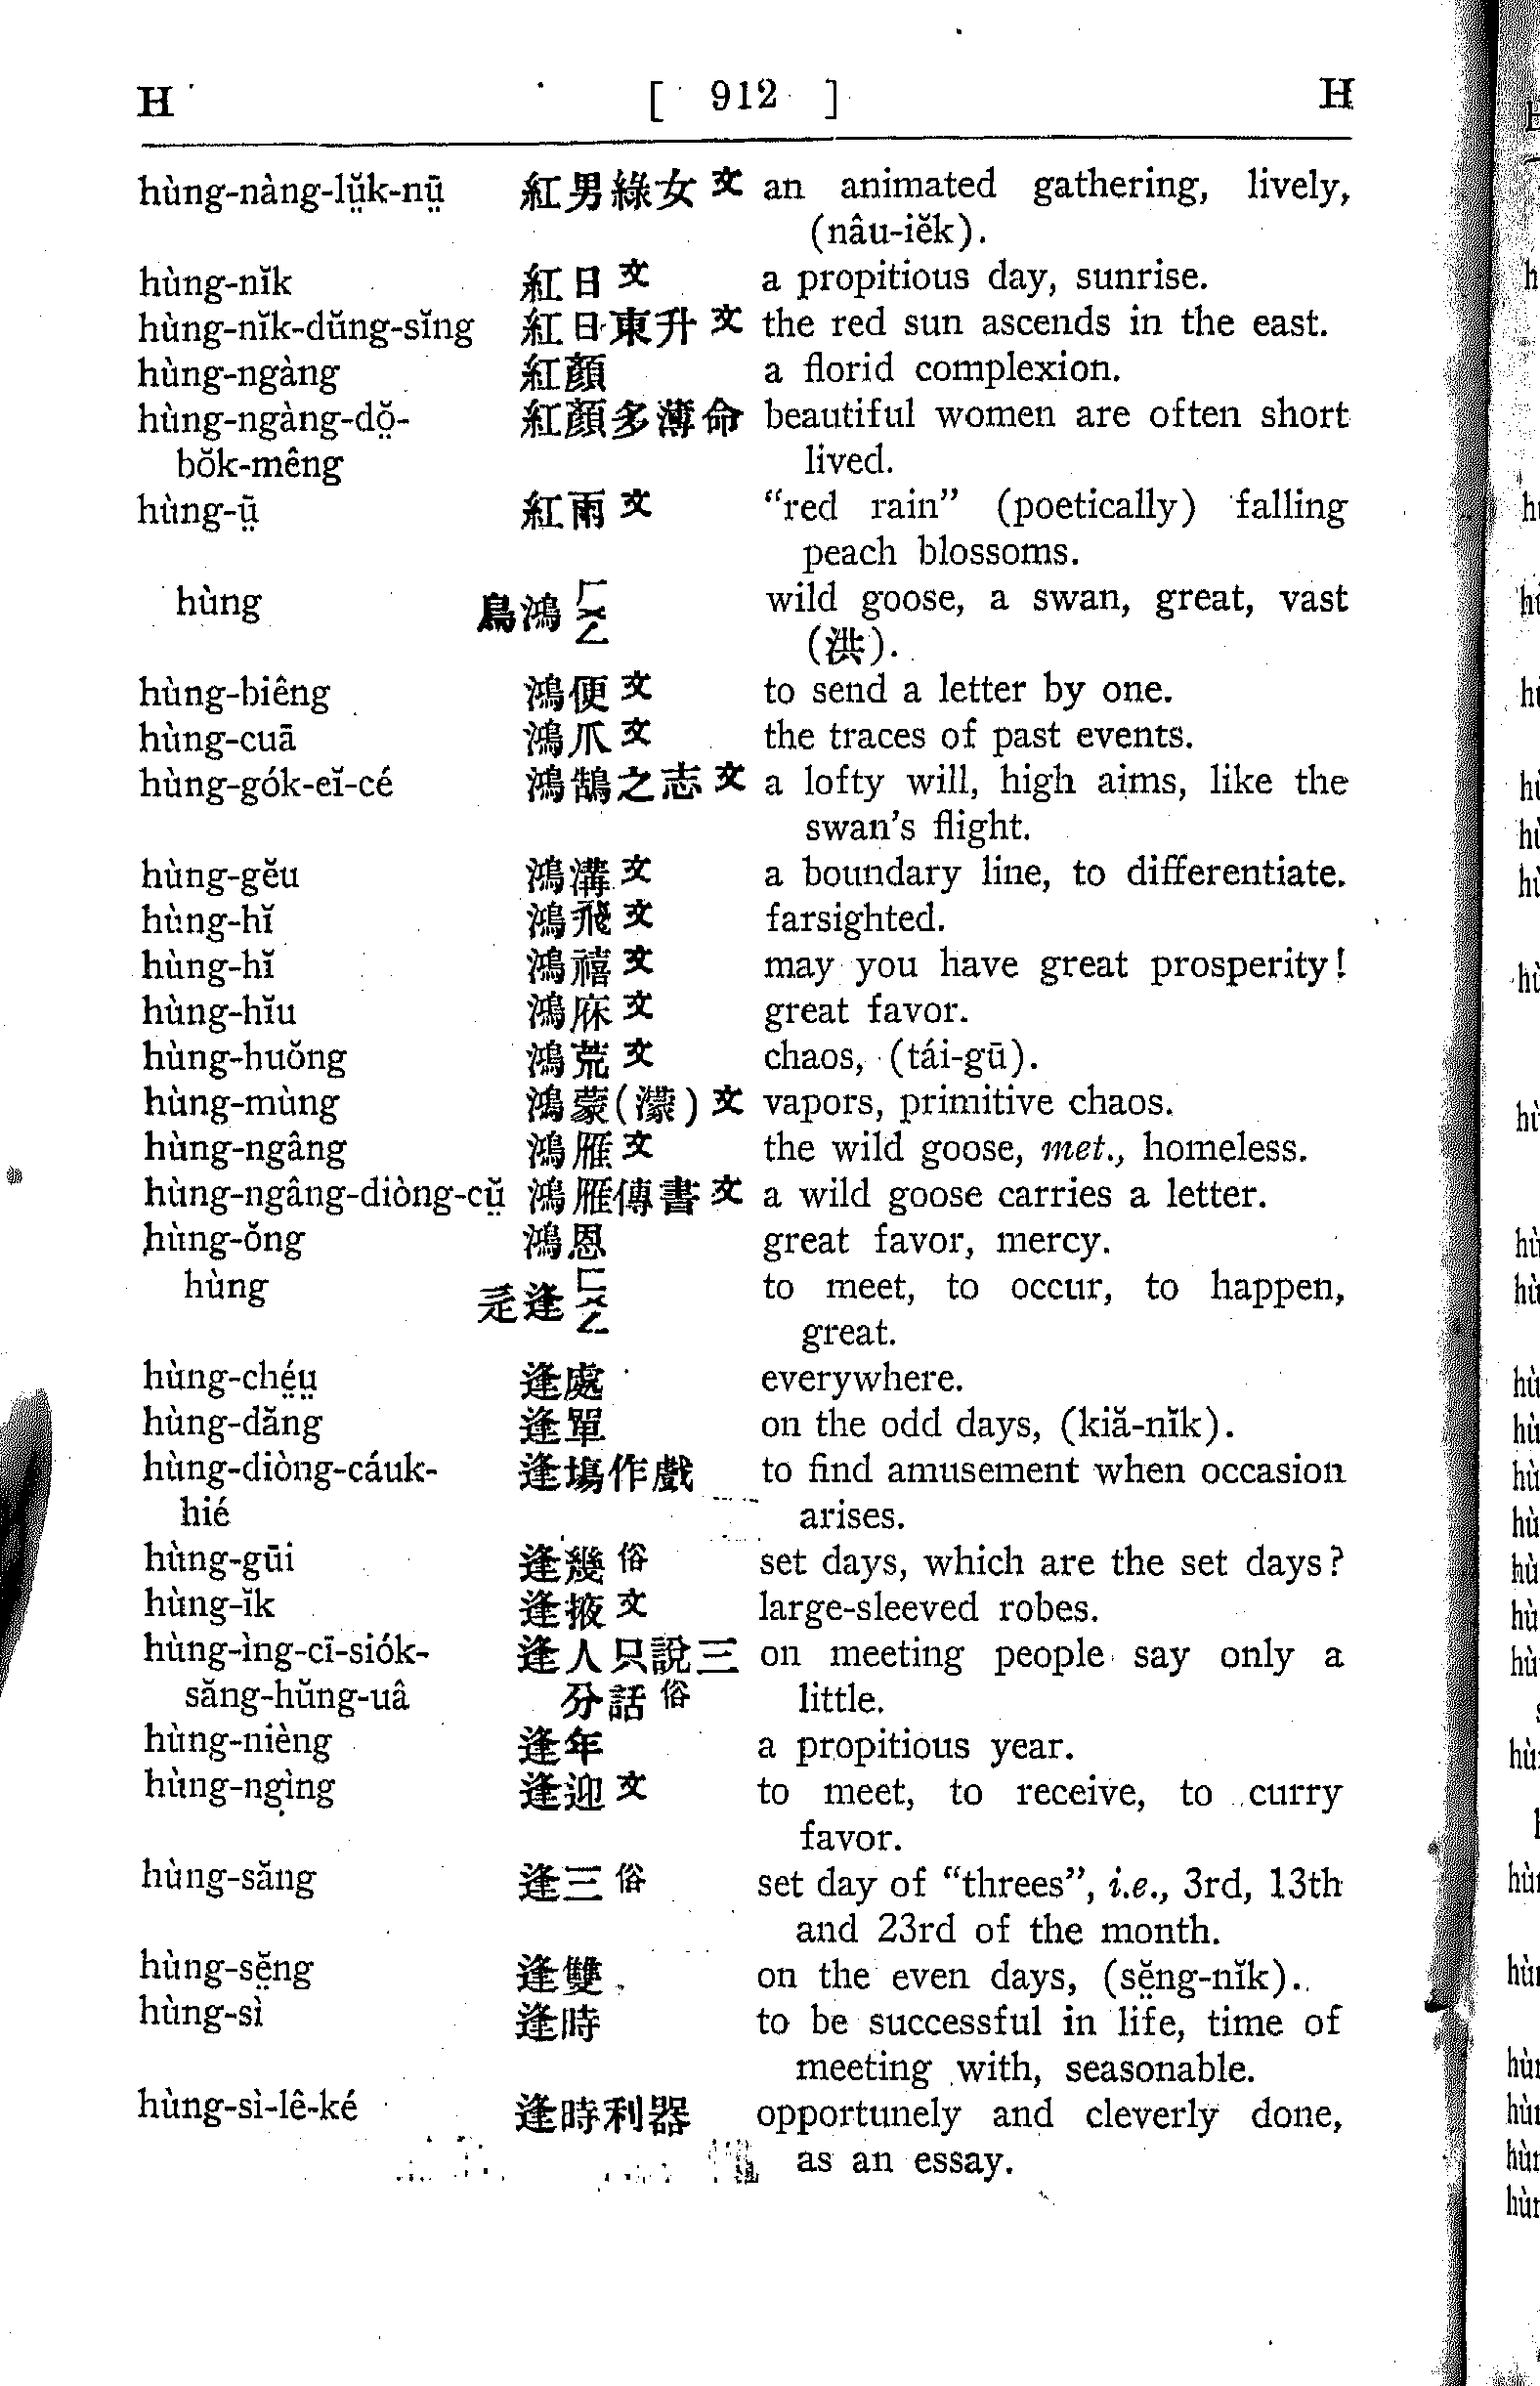 H [ 912 ] H
hùng-nàng-lṳ̆k-nṳ̄ 紅男綠女 文 an animated gathering, lively,
(nâu-iĕk).
hùng-nĭk 紅日 文 a propitious day, sunrise.
hùng-nĭk-dŭng-sĭng 紅日東升 文 the red sun ascends in the east.
hùng-ngàng 紅顏 a florid complexion.
hùng-ngàng-dŏ̤- 紅顏多薄命 beautiful women are often short
bŏk-mêng lived.
hùng-ṳ̄ 紅雨 文 “red rain” (poetically) falling
peach blossoms.
hùng 鳥鴻 ㄏㄨㄥ wild goose, a swan, great, vast
(洪).
hùng-biêng 鴻便 文 to send a letter by one.
hùng-cuā 鴻爪 文 the traces of past events.
hùng-gók-eĭ-cé 鴻鵠之志 文 a lofty will, high aims, like the
swan's flight.
hùng-gĕu 鴻溝 文 a boundary line, to differentiate.
hùng-hĭ 鴻飛 文 farsighted.
hùng-hĭ 鴻禧 文 may you have great prosperity!
hùng-hĭu 鴻庥 文 great favor.
hùng-huŏng 鴻荒 文 chaos, (tái-gū).
hùng-mùng 鴻蒙(濛) 文 vapors, primitive chaos.
hùng-ngâng 鴻雁 文 the wild goose, met., homeless.
hùng-ngâng-diòng-cṳ̆ 鴻雁傳書 文 a wild goose carries a letter.
hùng-ŏng 鴻恩 great favor, mercy.
hùng 辵逢 ㄈㄨㄥ to meet, to occur, to happen,
great.
hùng-ché̤ṳ 逢處 everywhere.
hùng-dăng 逢單 on the odd days, (kiă-nĭk).
hùng-diòng-cáuk- 逢塲作戲 to find amusement when occasion
hié arises.
hùng-gūi 逢幾 俗 set days, which are the set days?
hùng-ĭk 逢掖 文 large-sleeved robes.
hùng-ìng-cī-siók- 逢人只說三 on meeting people say only a
săng-hŭng-uâ 分話 俗 little.
hùng-nièng 逢年 a propitious year.
hùng-ngìng 逢迎 文 to meet, to receive, to curry
favor.
hùng-săng 逢三 俗 set day of “threes”, i.e., 3rd, 13th
and 23rd of the month.
hùng-sĕ̤ng 逢雙 on the even days, (sĕ̤ng-nĭk).
hùng-sì 逢時 to be successful in life, time of
meeting with, seasonable.
hùng-sì-lê-ké 逢時利器 opportunely and cleverly done,
as an essay.